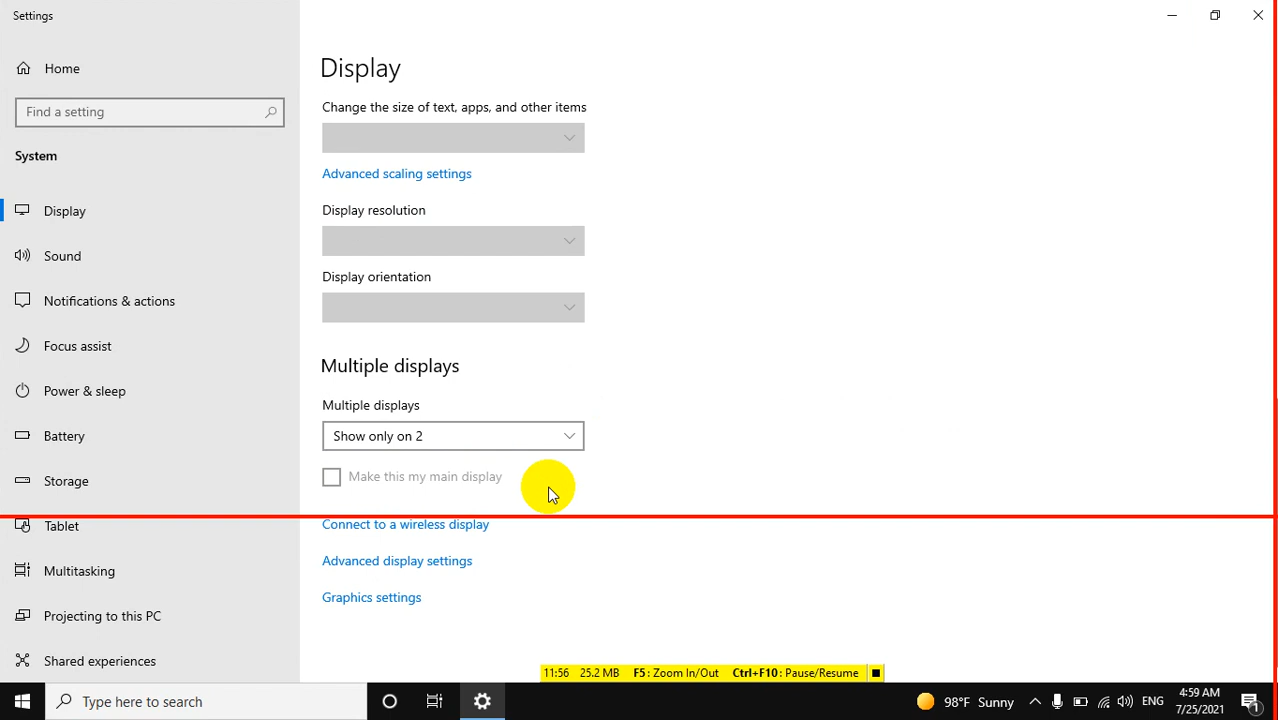 Settings
Home
Find a setting
System
Display
Sound
Notifications & actions
Focus assist
Power & sleep
Battery
Storage
Tablet
Multitasking
Projecting to this PC
Shared experiences
Display
Change the size of text, apps, and other items
Advanced scaling settings
Display resolution
Display orientation
Multiple displays
Multiple displays
Show only on 2
Make this my main display
Connect to a wireless display
Advanced display settings
Graphics settings
11:56 25.2 MB F5: Zoom In/Out Ctrl+F10: Pause/Resume
Type here to search
98°F Sunny
ENG
4:59 AM
7/25/2021
1